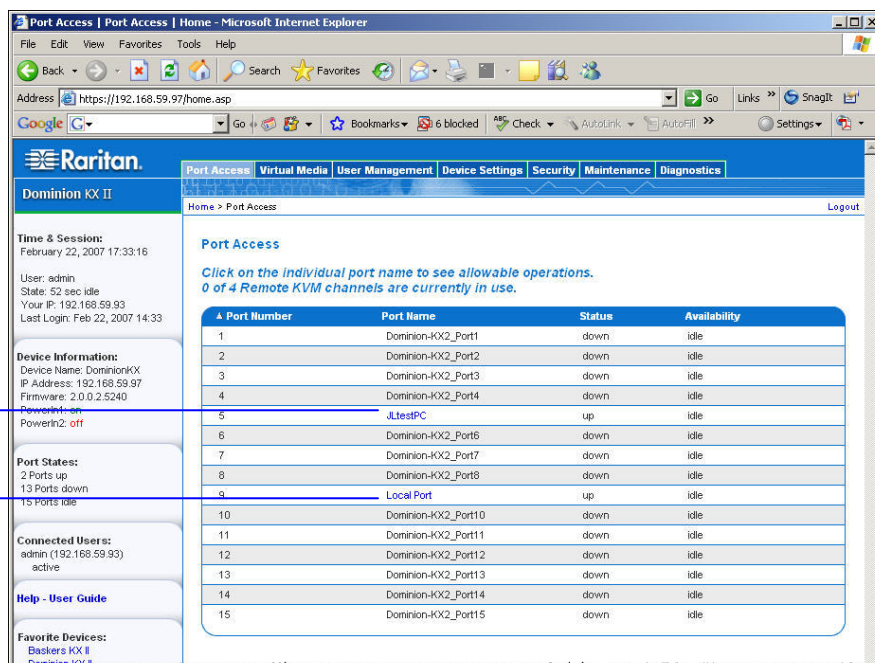 Port Access | Port Access | Home - Microsoft Internet Explorer
File Edit View Favorites Tools Help
Back Search Favorites
Address https://192.168.59.97/home.asp Go Links » SnagIt
Google G Go Bookmarks 6 blocked ABC Check AutoLink AutoFill » Settings
Raritan.
Port Access Virtual Media User Management Device Settings Security Maintenance Diagnostics
Dominion KX II
Home > Port Access Logout
Time & Session:
February 22, 2007 17:33:16
User: admin
State: 52 sec idle
Your IP: 192.168.59.93
Last Login: Feb 22, 2007 14:33
Device Information:
Device Name: DominionKX
IP Address: 192.168.59.97
Firmware: 2.0.0.2.5240
PowerIn1: on
PowerIn2: off
Port States:
2 Ports up
13 Ports down
15 Ports idle
Connected Users:
admin (192.168.59.93)
active
Help - User Guide
Favorite Devices:
Baskers KX II
Dominion KX II
Port Access
Click on the individual port name to see allowable operations.
0 of 4 Remote KVM channels are currently in use.
▲ Port Number Port Name Status Availability
1 Dominion-KX2_Port1 down idle
2 Dominion-KX2_Port2 down idle
3 Dominion-KX2_Port3 down idle
4 Dominion-KX2_Port4 down idle
5 JLtestPC up idle
6 Dominion-KX2_Port6 down idle
7 Dominion-KX2_Port7 down idle
8 Dominion-KX2_Port8 down idle
9 Local Port up idle
10 Dominion-KX2_Port10 down idle
11 Dominion-KX2_Port11 down idle
12 Dominion-KX2_Port12 down idle
13 Dominion-KX2_Port13 down idle
14 Dominion-KX2_Port14 down idle
15 Dominion-KX2_Port15 down idle